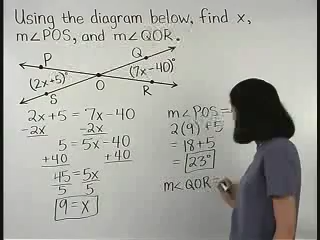 Using the diagram below, find x,
m∠POS, and m∠QOR.
P
Q
(2x+5)°
(7x-40)°
S
O
R
2x+5 = 7x-40
-2x -2x
5 = 5x-40
+40 +40
45 = 5x
5 5
9 = x
m∠POS =
2(9)+5
= 18+5
= 23°
m∠QOR =